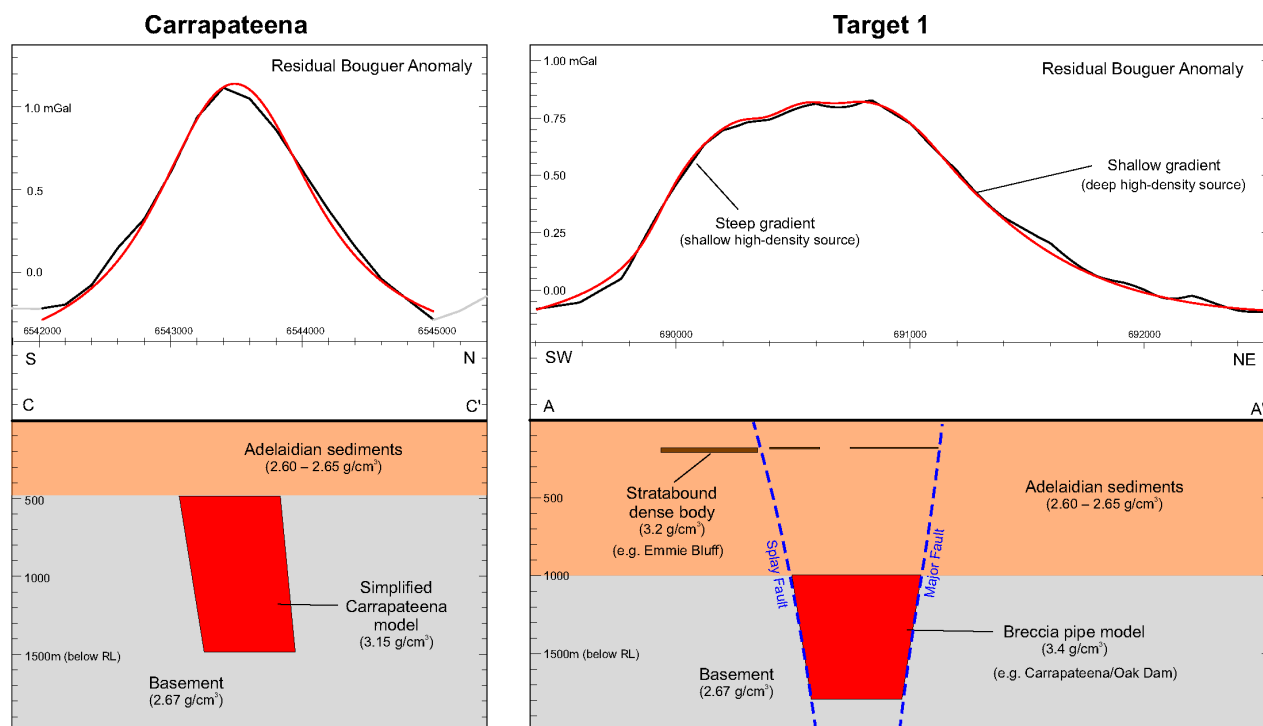 Carrapateena
Residual Bouguer Anomaly
1.0 mGal
0.5
0.0
6542000
6543000
6544000
6545000
S
N
C
C'
Adelaidian sediments
(2.60 – 2.65 g/cm³)
500
1000
Simplified
Carrapateena
model
(3.15 g/cm³)
1500m (below RL)
Basement
(2.67 g/cm³)
Target 1
1.00 mGal
Residual Bouguer Anomaly
0.75
0.50
0.25
0.00
Shallow gradient
(deep high-density source)
Steep gradient
(shallow high-density source)
690000
691000
692000
SW
NE
A
A'
Stratabound
dense body
(3.2 g/cm³)
(e.g. Emmie Bluff)
Adelaidian sediments
(2.60 – 2.65 g/cm³)
500
Splay Fault
Major Fault
1000
Breccia pipe model
(3.4 g/cm³)
(e.g. Carrapateena/Oak Dam)
1500m (below RL)
Basement
(2.67 g/cm³)